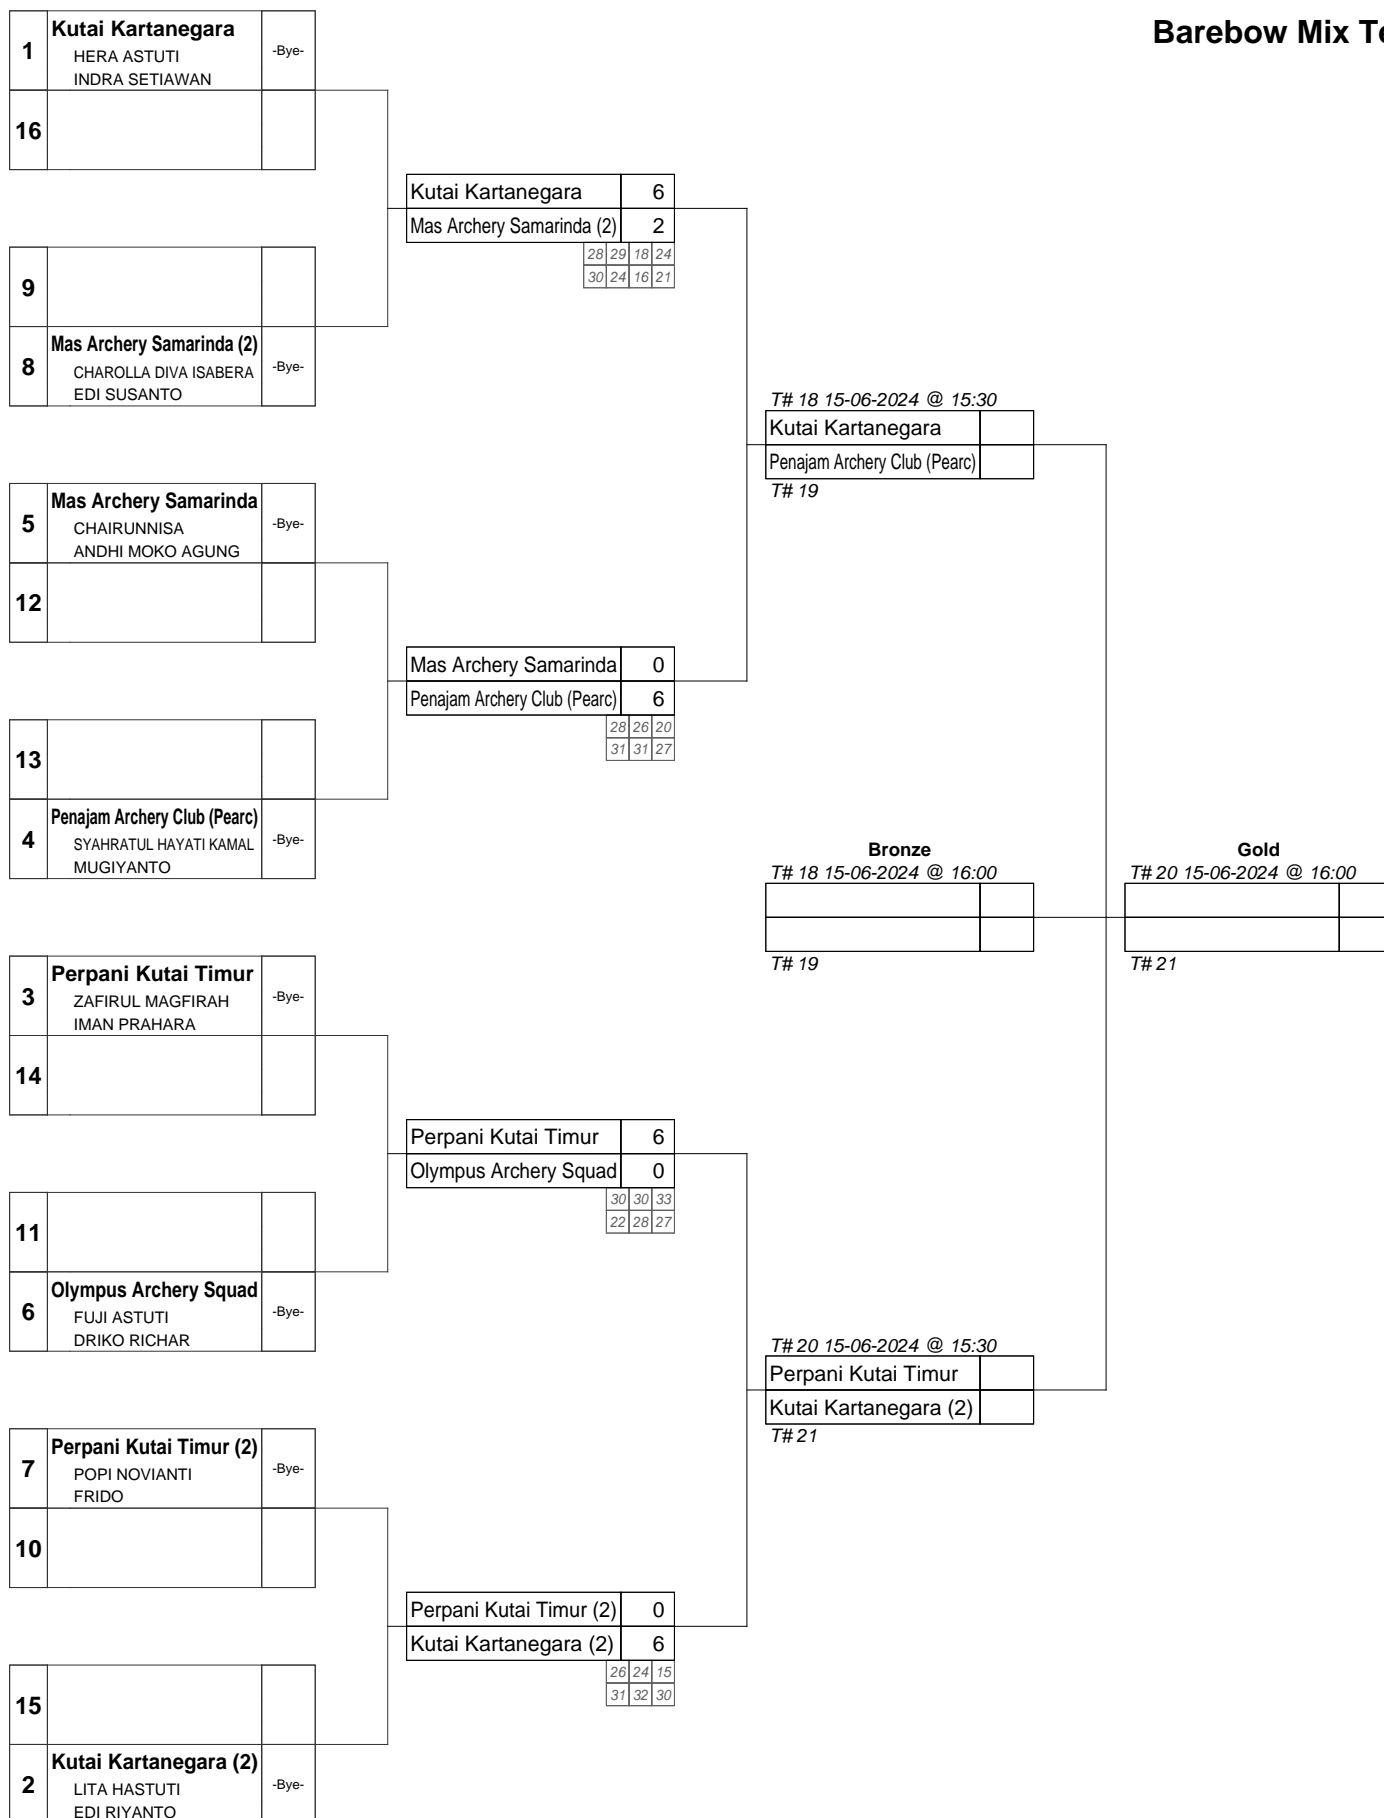 Barebow Mix Te
1
Kutai Kartanegara
HERA ASTUTI
INDRA SETIAWAN
-Bye-
16
Kutai Kartanegara 6
Mas Archery Samarinda (2) 2
28 29 18 24
30 24 16 21
9
8
Mas Archery Samarinda (2)
CHAROLLA DIVA ISABERA
EDI SUSANTO
-Bye-
T# 18 15-06-2024 @ 15:30
Kutai Kartanegara
Penajam Archery Club (Pearc)
T# 19
5
Mas Archery Samarinda
CHAIRUNNISA
ANDHI MOKO AGUNG
-Bye-
12
Mas Archery Samarinda 0
Penajam Archery Club (Pearc) 6
28 26 20
31 31 27
13
4
Penajam Archery Club (Pearc)
SYAHRATUL HAYATI KAMAL
MUGIYANTO
-Bye-
Bronze
T# 18 15-06-2024 @ 16:00
T# 19
Gold
T# 20 15-06-2024 @ 16:00
T# 21
3
Perpani Kutai Timur
ZAFIRUL MAGFIRAH
IMAN PRAHARA
-Bye-
14
Perpani Kutai Timur 6
Olympus Archery Squad 0
30 30 33
22 28 27
11
6
Olympus Archery Squad
FUJI ASTUTI
DRIKO RICHAR
-Bye-
T# 20 15-06-2024 @ 15:30
Perpani Kutai Timur
Kutai Kartanegara (2)
T# 21
7
Perpani Kutai Timur (2)
POPI NOVIANTI
FRIDO
-Bye-
10
Perpani Kutai Timur (2) 0
Kutai Kartanegara (2) 6
26 24 15
31 32 30
15
2
Kutai Kartanegara (2)
LITA HASTUTI
EDI RIYANTO
-Bye-